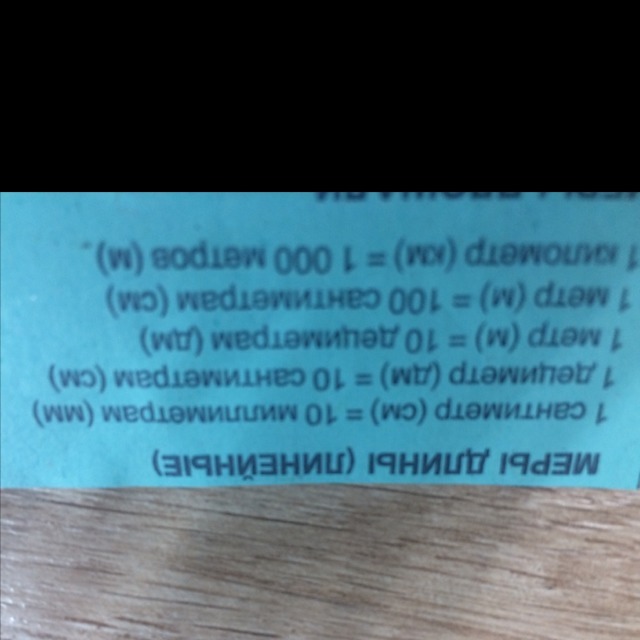 МЕРЫ ДЛИНЫ (ЛИНЕЙНЫЕ)
1 сантиметр (см) = 10 миллиметрам (мм)
1 дециметр (дм) = 10 сантиметрам (см)
1 метр (м) = 10 дециметрам (дм)
1 метр (м) = 100 сантиметрам (см)
1 километр (км) = 1 000 метров (м)